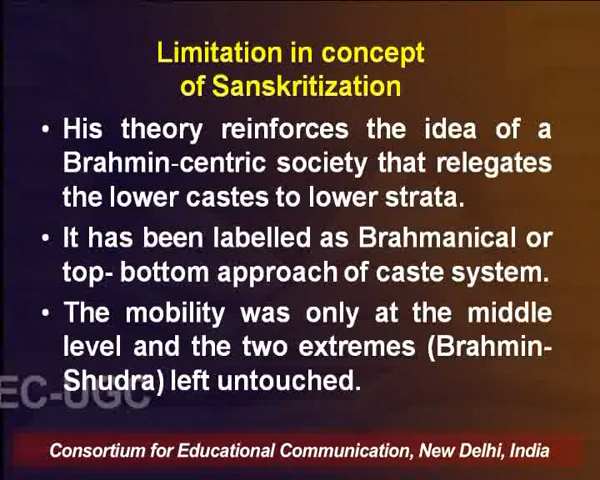 Limitation in concept
of Sanskritization
• His theory reinforces the idea of a
Brahmin-centric society that relegates
the lower castes to lower strata.
• It has been labelled as Brahmanical or
top- bottom approach of caste system.
• The mobility was only at the middle
level and the two extremes (Brahmin-
Shudra) left untouched.
EC-UGC
Consortium for Educational Communication, New Delhi, India